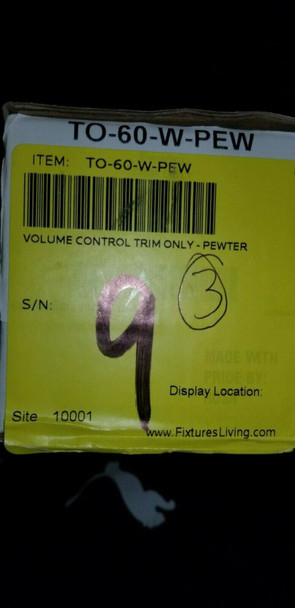 TO-60-W-PEW
ITEM: TO-60-W-PEW
VOLUME CONTROL TRIM ONLY - PEWTER
3
S/N:
9
MADE WITH
PRIDE BY:
Display Location:
Site 10001
www.FixturesLiving.com